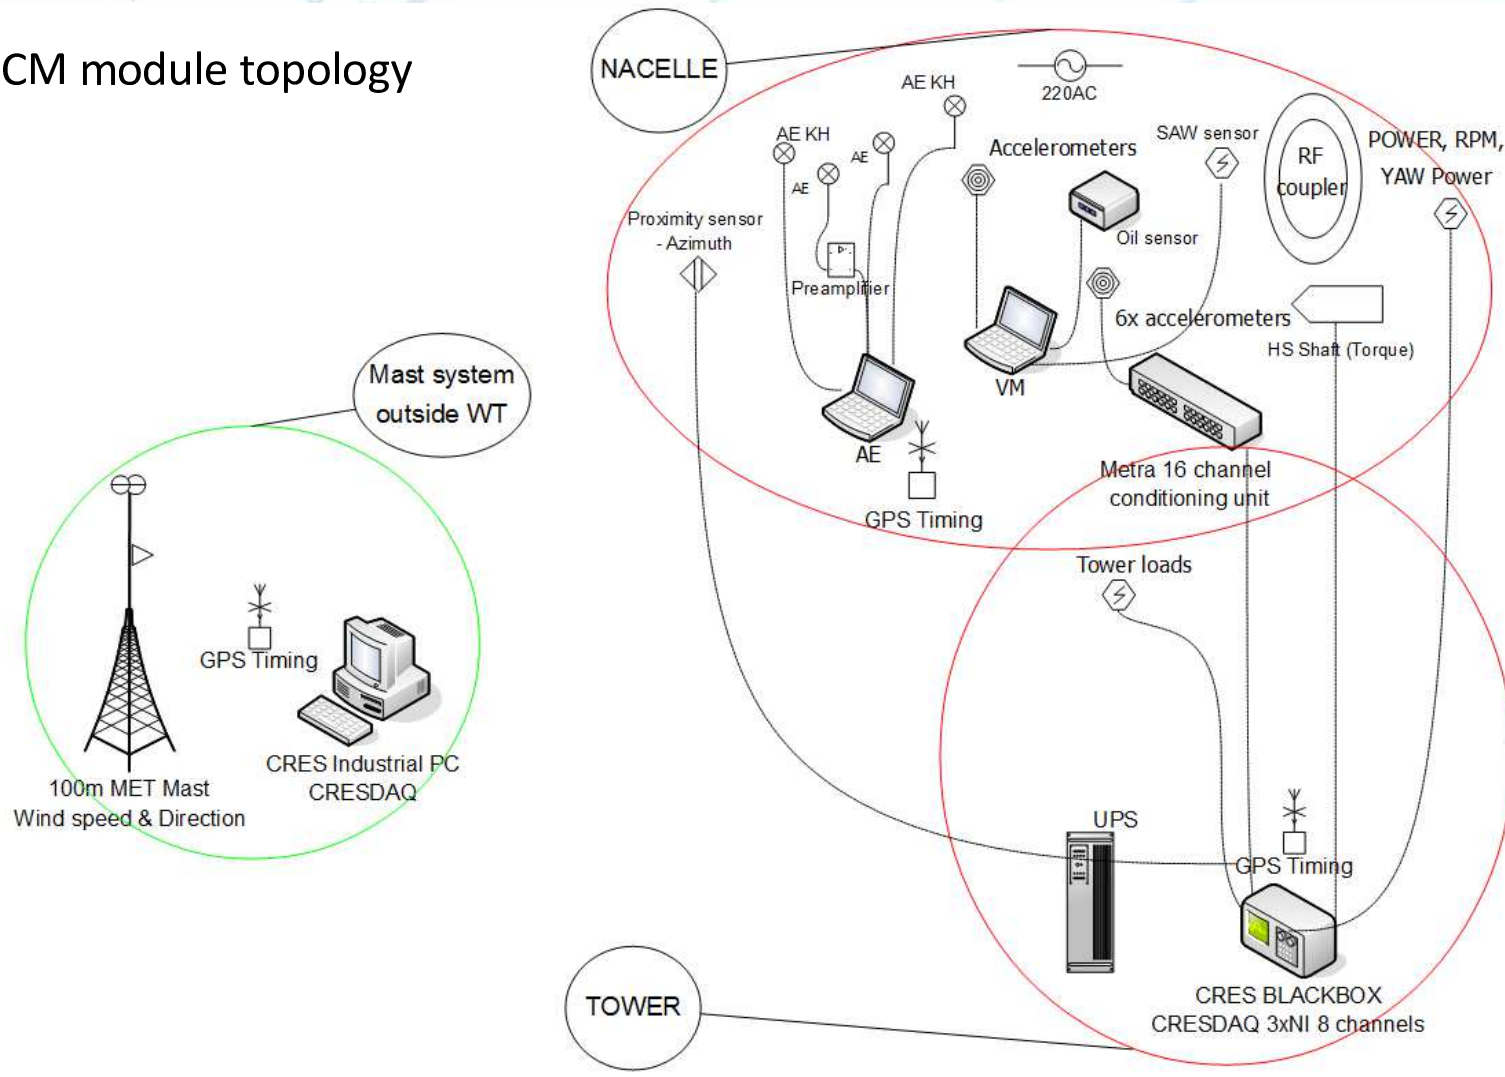 CM module topology
NACELLE
220AC
AE KH
AE KH
AE
AE
Accelerometers
SAW sensor
RF
coupler
POWER, RPM,
YAW Power
Proximity sensor
- Azimuth
Oil sensor
Preamplifier
6x accelerometers
HS Shaft (Torque)
VM
AE
GPS Timing
Metra 16 channel
conditioning unit
Mast system
outside WT
GPS Timing
CRES Industrial PC
CRESDAQ
100m MET Mast
Wind speed & Direction
Tower loads
UPS
GPS Timing
TOWER
CRES BLACKBOX
CRESDAQ 3xNI 8 channels